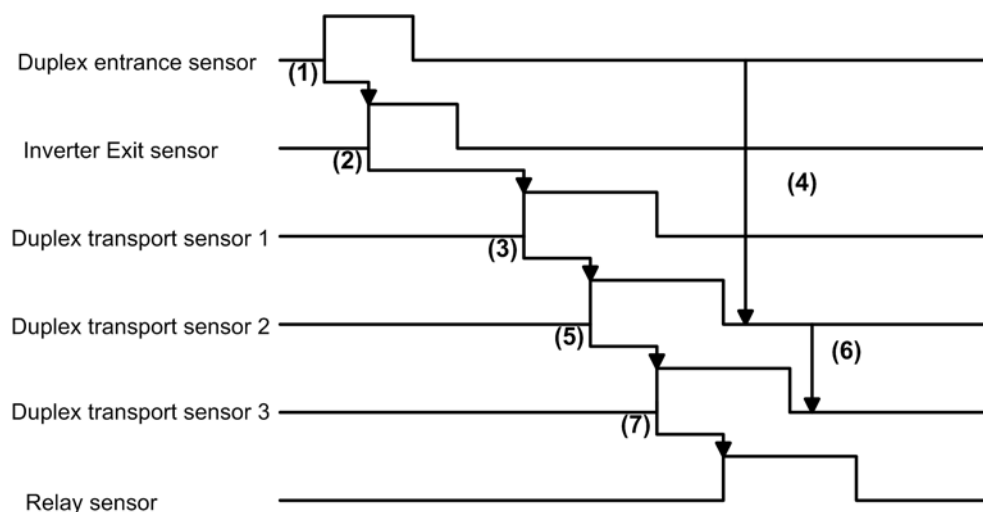 Duplex entrance sensor
(1)
Inverter Exit sensor
(2)
(4)
Duplex transport sensor 1
(3)
Duplex transport sensor 2
(5)
(6)
Duplex transport sensor 3
(7)
Relay sensor